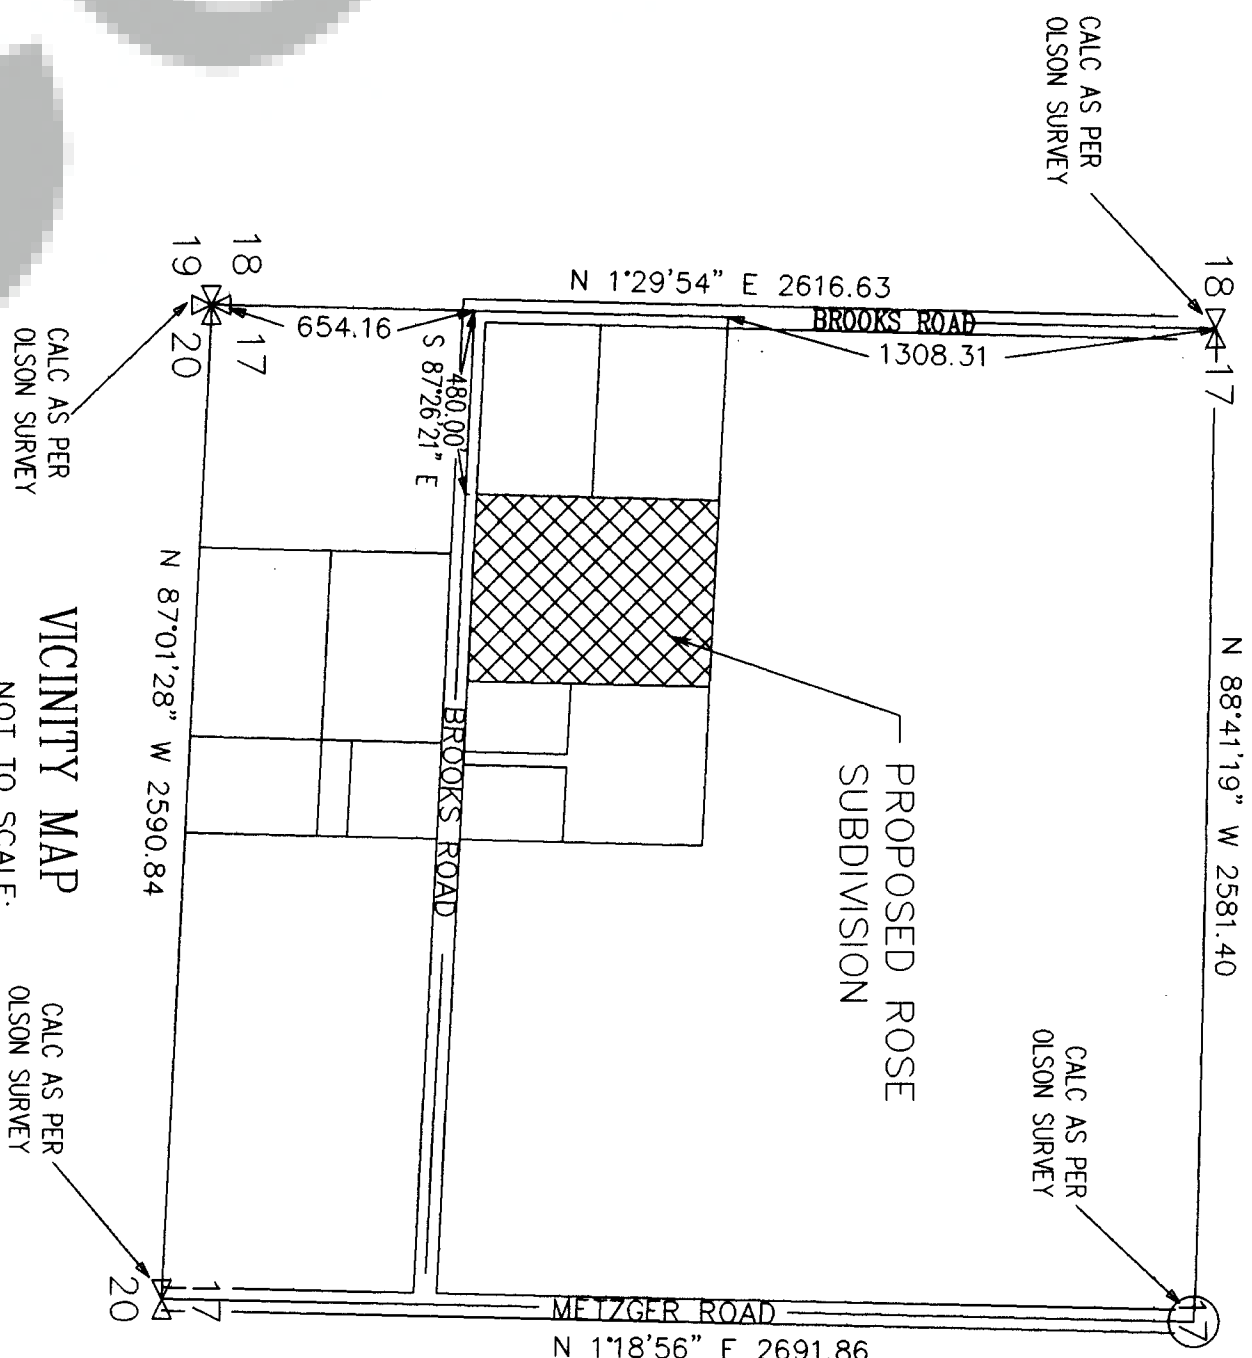 CALC AS PER
OLSON SURVEY
18
17
N 88°41'19" W 2581.40
N 1°29'54" E 2616.63
BROOKS ROAD
1308.31
654.16
18
19
17
20
480.00'
S 87°26'21" E
CALC AS PER
OLSON SURVEY
PROPOSED ROSE
SUBDIVISION
BROOKS ROAD
N 87°01'28" W 2590.84
VICINITY MAP
NOT TO SCALE
CALC AS PER
OLSON SURVEY
CALC AS PER
OLSON SURVEY
17
17
20
METZGER ROAD
N 1°18'56" E 2691.86